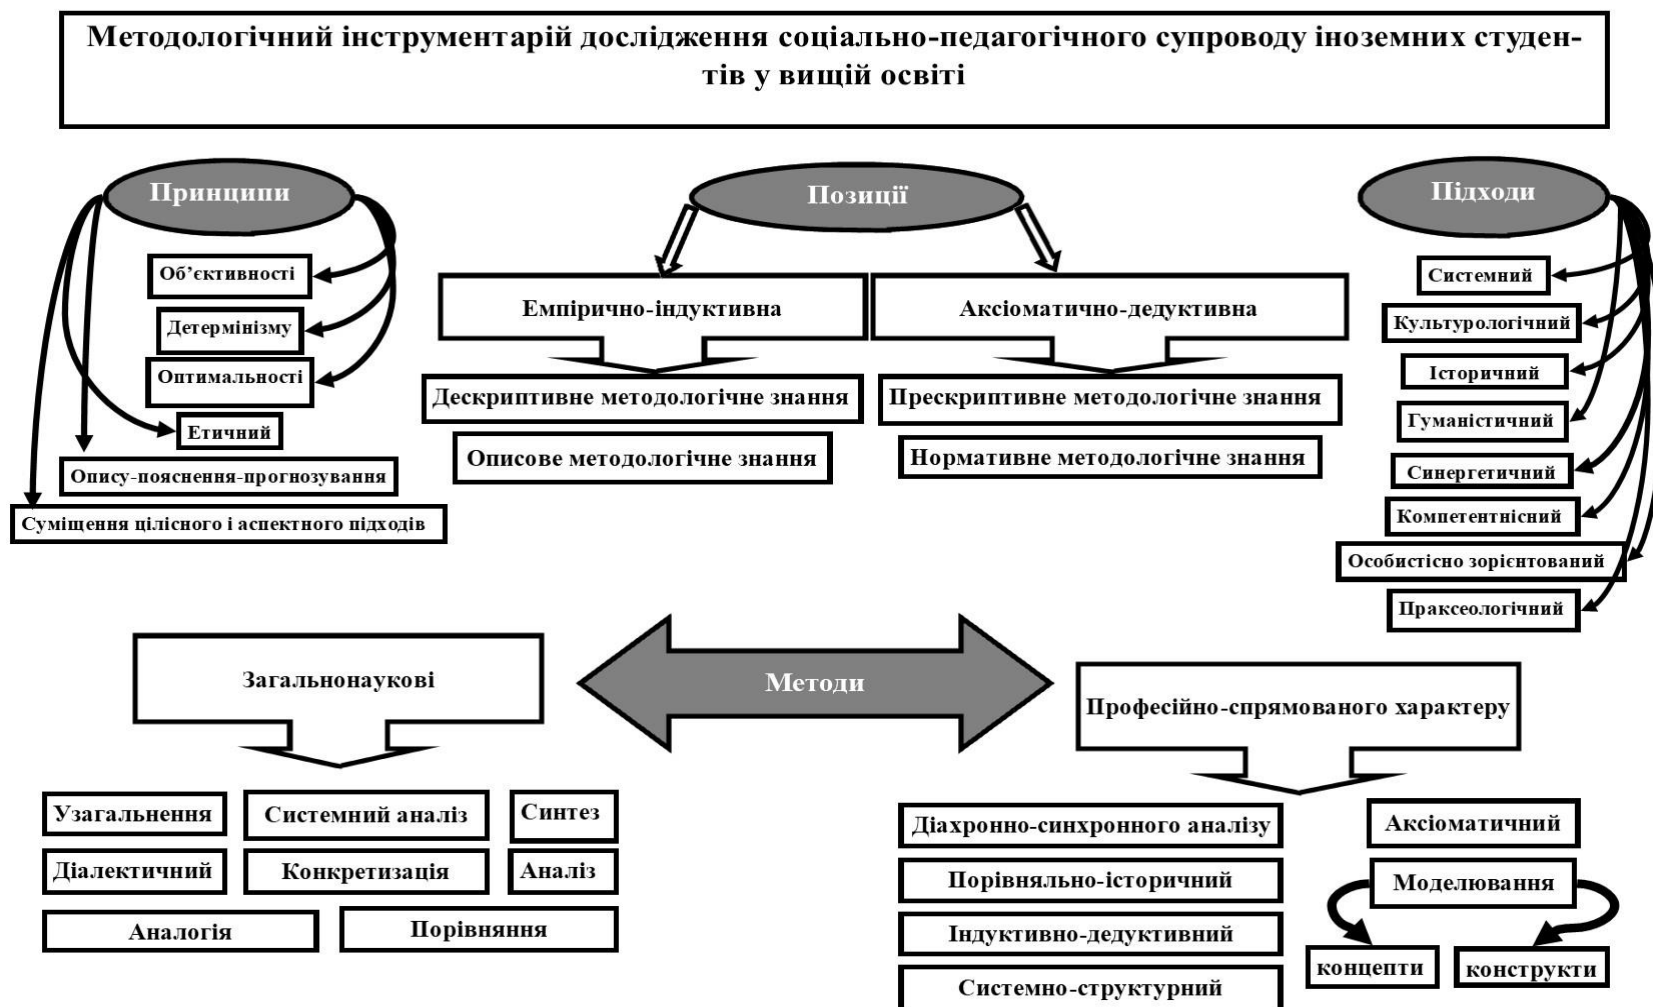 Методологічний інструментарій дослідження соціально-педагогічного супроводу іноземних студен-
тів у вищій освіті
Принципи
Об’єктивності
Детермінізму
Оптимальності
Етичний
Опису-пояснення-прогнозування
Суміщення цілісного і аспектного підходів
Позиції
Емпірично-індуктивна
Дескриптивне методологічне знання
Описове методологічне знання
Аксіоматично-дедуктивна
Прескриптивне методологічне знання
Нормативне методологічне знання
Підходи
Системний
Культурологічний
Історичний
Гуманістичний
Синергетичний
Компетентнісний
Особистісно зорієнтований
Праксеологічний
Методи
Загальнонаукові
Узагальнення
Системний аналіз
Синтез
Діалектичний
Конкретизація
Аналіз
Аналогія
Порівняння
Професійно-спрямованого характеру
Діахронно-синхронного аналізу
Порівняльно-історичний
Індуктивно-дедуктивний
Системно-структурний
Аксіоматичний
Моделювання
концепти
конструкти